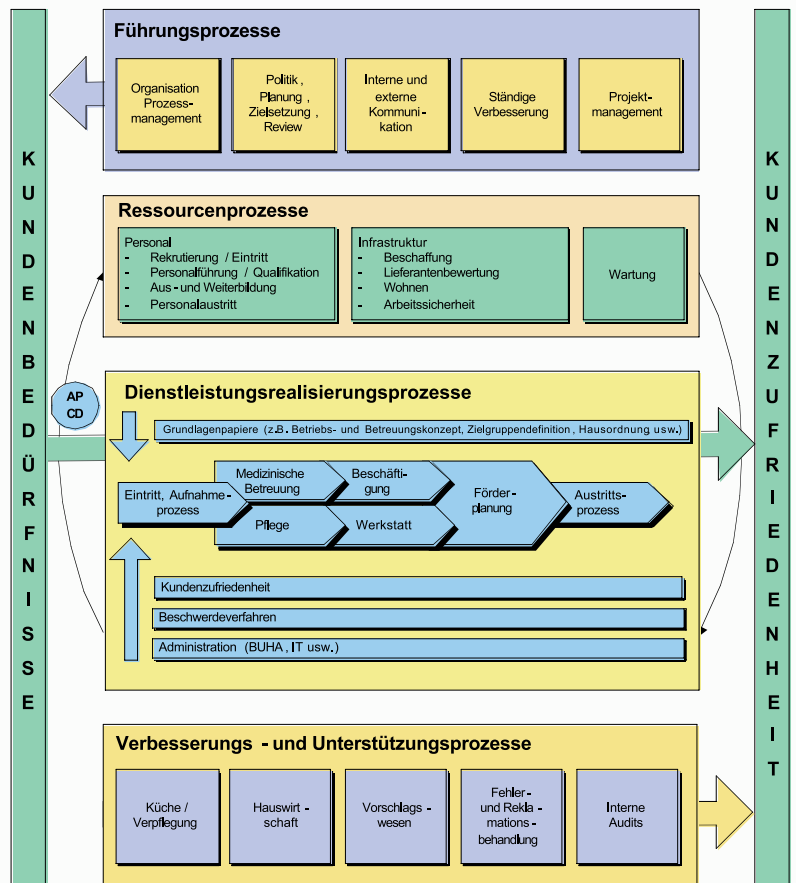 Führungsprozesse
Organisation
Prozess-
management
Politik,
Planung,
Zielsetzung,
Review
Interne und
externe
Kommuni-
kation
Ständige
Verbesserung
Projekt-
management
KUNDENBEDÜRFNISSE
KUNDENZUFRIEDENHEIT
Ressourcenprozesse
Personal
- Rekrutierung / Eintritt
- Personalführung / Qualifikation
- Aus- und Weiterbildung
- Personalaustritt
Infrastruktur
- Beschaffung
- Lieferantenbewertung
- Wohnen
- Arbeitssicherheit
Wartung
AP
CD
Dienstleistungsrealisierungsprozesse
Grundlagenpapiere (z.B. Betriebs- und Betreuungskonzept, Zielgruppendefinition, Hausordnung usw.)
Eintritt, Aufnahme-
prozess
Medizinische
Betreuung
Beschäfti-
gung
Pflege
Werkstatt
Förder-
planung
Austritts-
prozess
Kundenzufriedenheit
Beschwerdeverfahren
Administration (BUHA, IT usw.)
Verbesserungs - und Unterstützungsprozesse
Küche /
Verpflegung
Hauswirt -
schaft
Vorschlags -
wesen
Fehler -
und Rekla -
mations -
behandlung
Interne
Audits